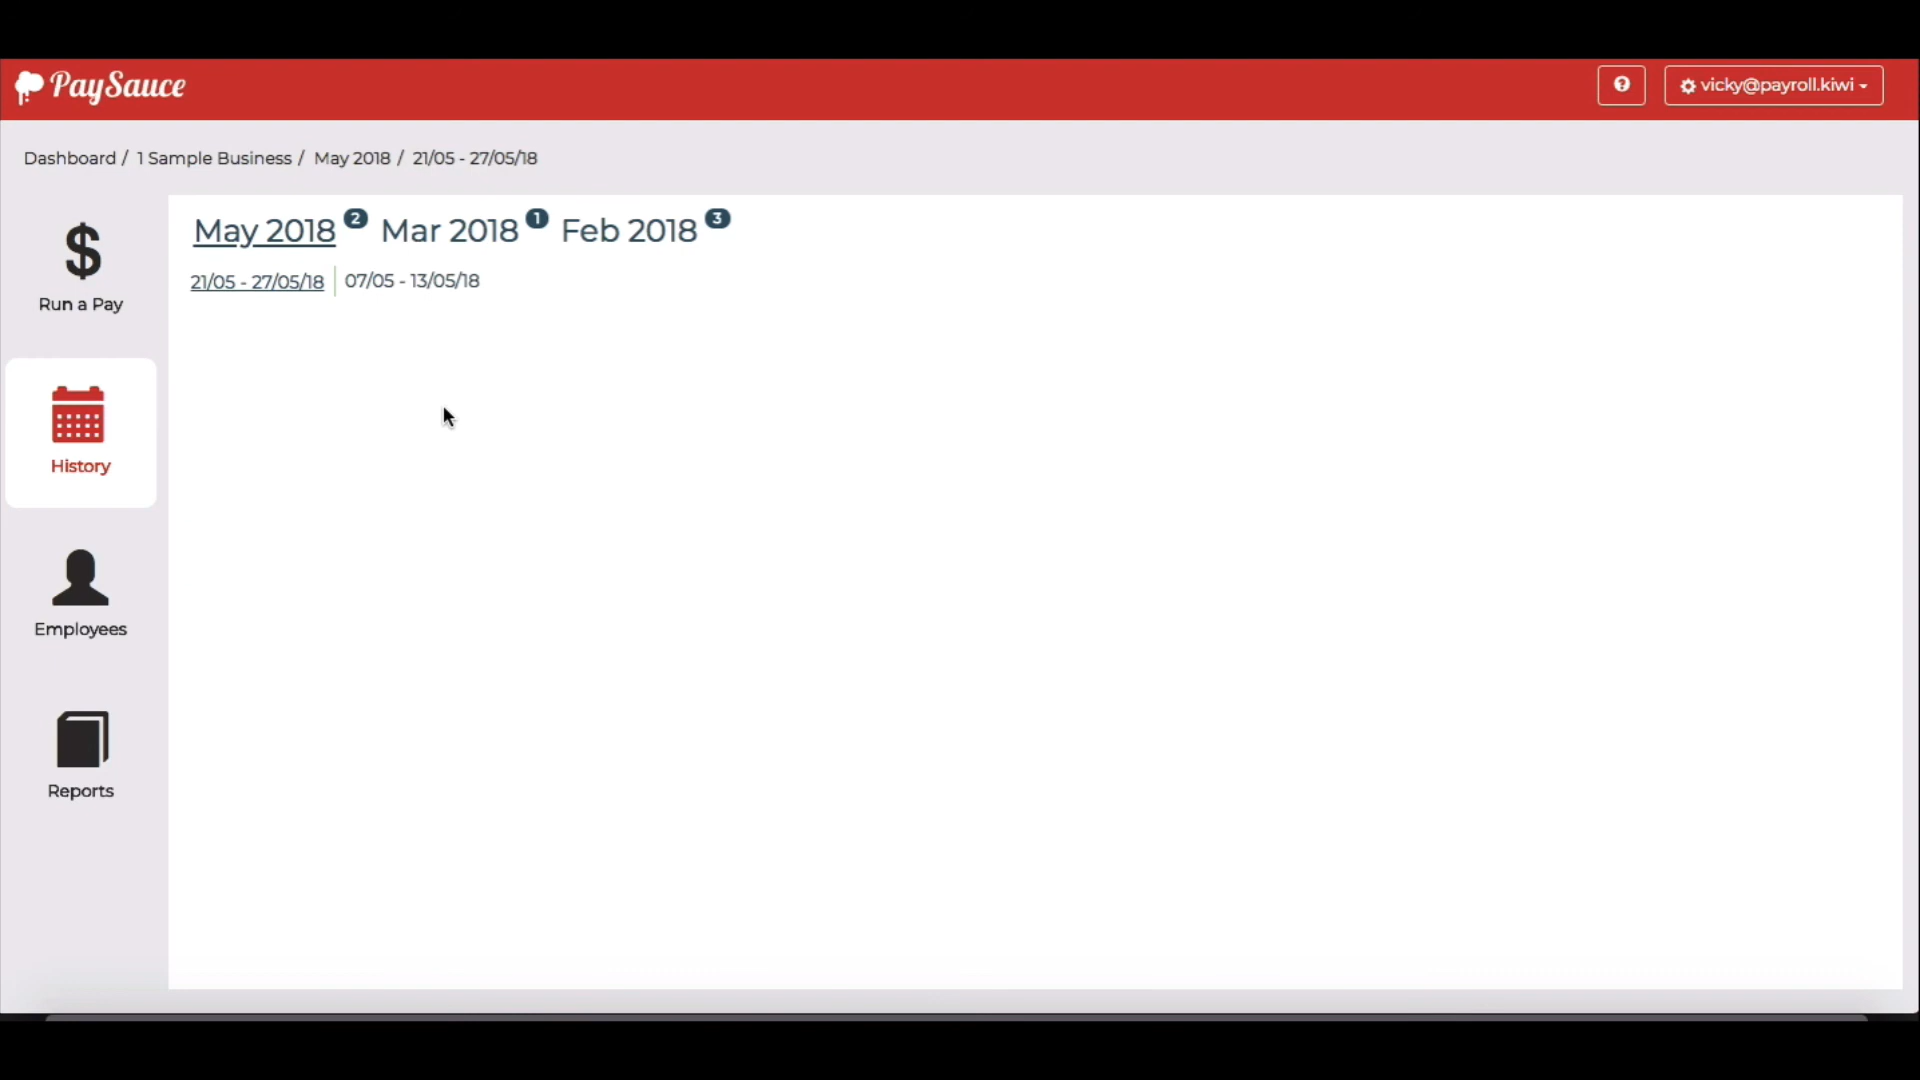 PaySauce
? vicky@payroll.kiwi
Dashboard / 1 Sample Business / May 2018 / 21/05 - 27/05/18
May 2018 2 Mar 2018 1 Feb 2018 3
21/05 - 27/05/18 07/05 - 13/05/18
Run a Pay
History
Employees
Reports